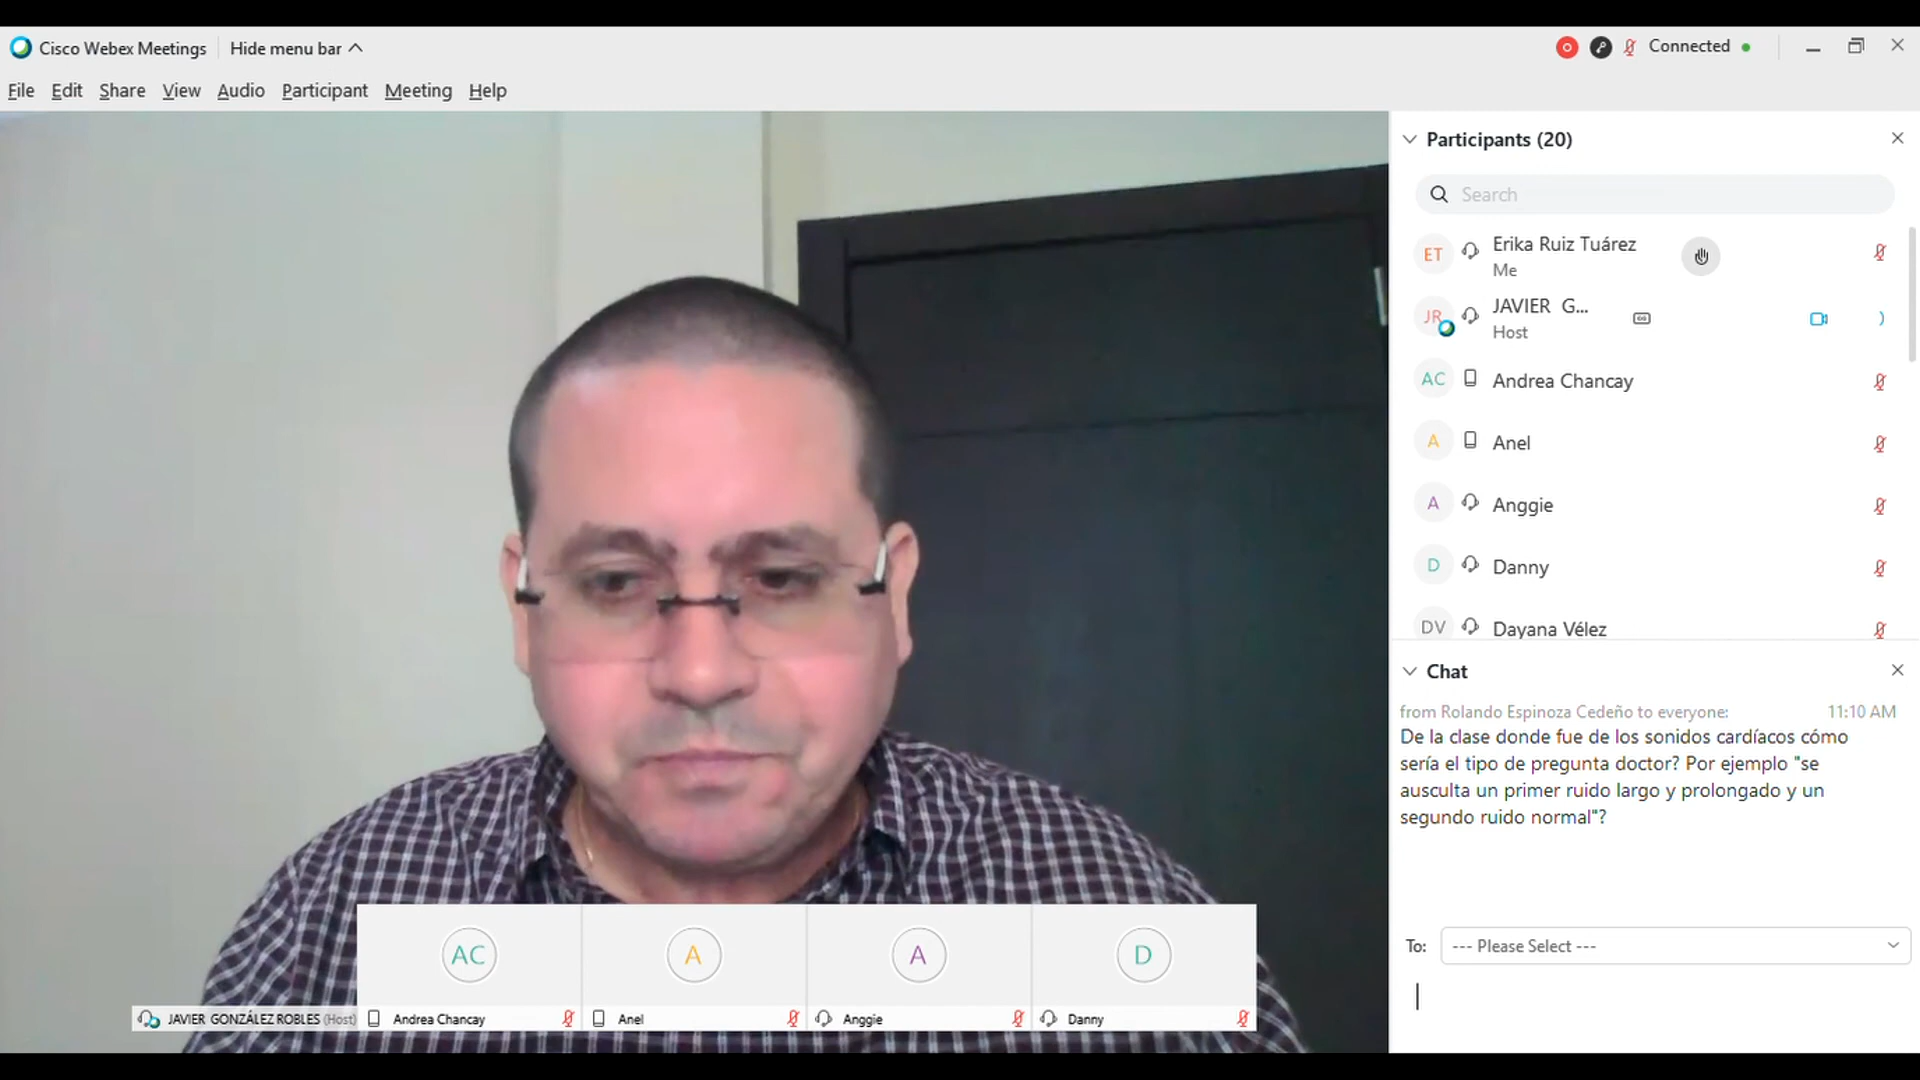 Cisco Webex Meetings
Hide menu bar
Connected
File Edit Share View Audio Participant Meeting Help
Participants (20)
Search
ET
Erika Ruiz Tuárez
Me
JR
JAVIER G...
Host
AC
Andrea Chancay
A
Anel
A
Anggie
D
Danny
DV
Dayana Vélez
Chat
from Rolando Espinoza Cedeño to everyone: 11:10 AM
De la clase donde fue de los sonidos cardíacos cómo
sería el tipo de pregunta doctor? Por ejemplo "se
ausculta un primer ruido largo y prolongado y un
segundo ruido normal"?
To: --- Please Select ---
AC A A D
JAVIER GONZÁLEZ ROBLES (Host) Andrea Chancay Anel Anggie Danny